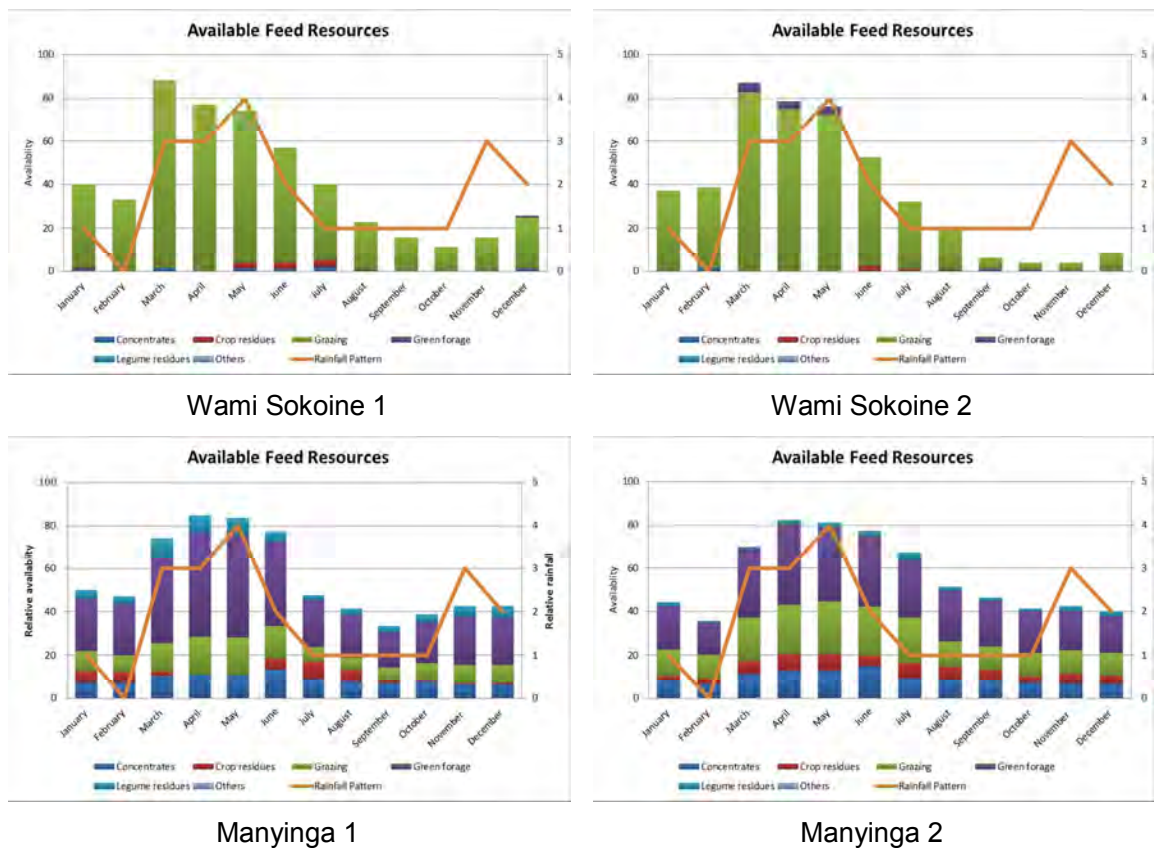 Available Feed Resources
Availablity
100
80
60
40
20
0
5
4
3
2
1
0
January February March April May June July August September October November December
Concentrates Crop residues Grazing Green forage
Legume residues Others Rainfall Pattern
Wami Sokoine 1
Available Feed Resources
Availablity
100
80
60
40
20
0
5
4
3
2
1
0
January February March April May June July August September October November December
Concentrates Crop residues Grazing Green forage
Legume residues Others Rainfall Pattern
Wami Sokoine 2
Available Feed Resources
Relative availablity
100
80
60
40
20
0
5
4
3
2
1
0
Relative rainfall
January February March April May June July August September October November December
Concentrates Crop residues Grazing Green forage
Legume residues Others Rainfall Pattern
Manyinga 1
Available Feed Resources
Availablity
100
80
60
40
20
0
5
4
3
2
1
0
January February March April May June July August September October November December
Concentrates Crop residues Grazing Green forage
Legume residues Others Rainfall Pattern
Manyinga 2